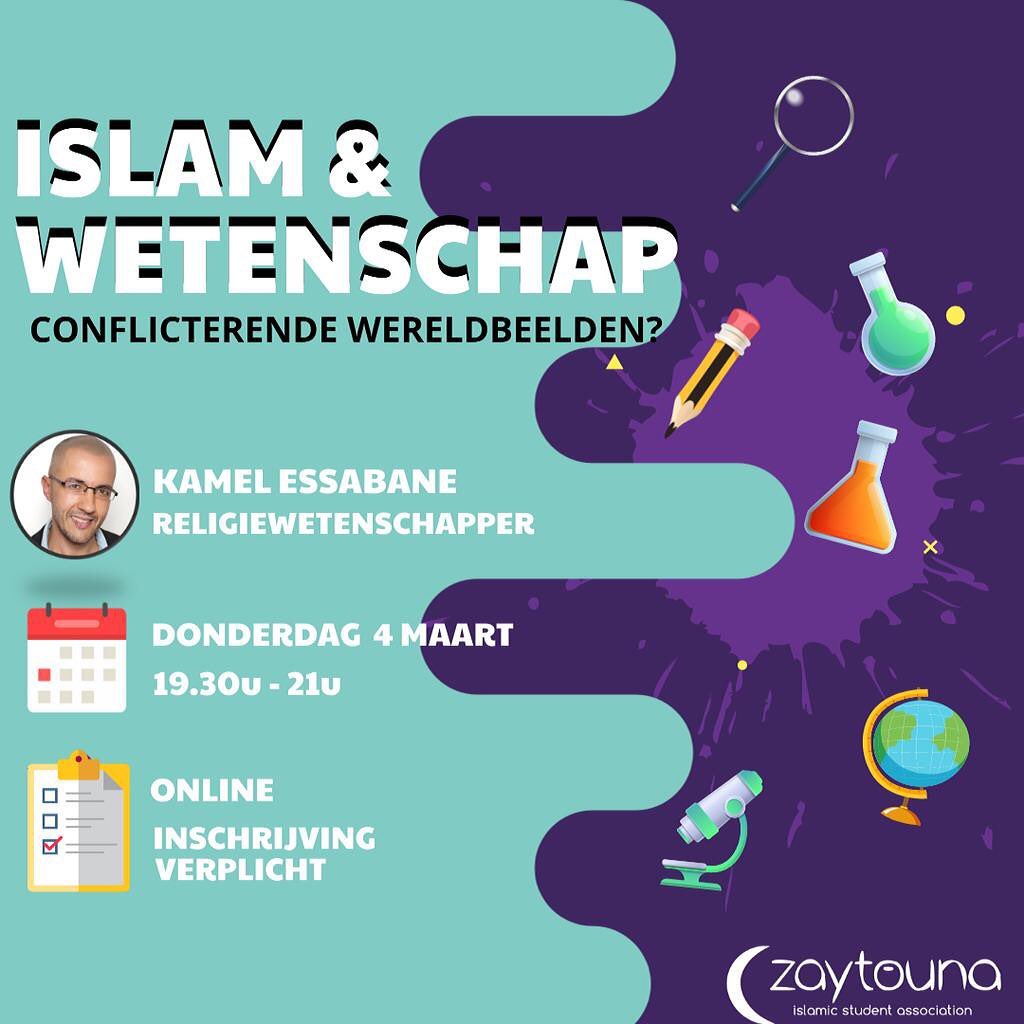 ISLAM &
WETENSCHAP
CONFLICTERENDE WERELDBEELDEN?
KAMEL ESSABANE
RELIGIEWETENSCHAPPER
DONDERDAG 4 MAART
19.30u - 21u
ONLINE
INSCHRIJVING
VERPLICHT
zaytouna
islamic student association